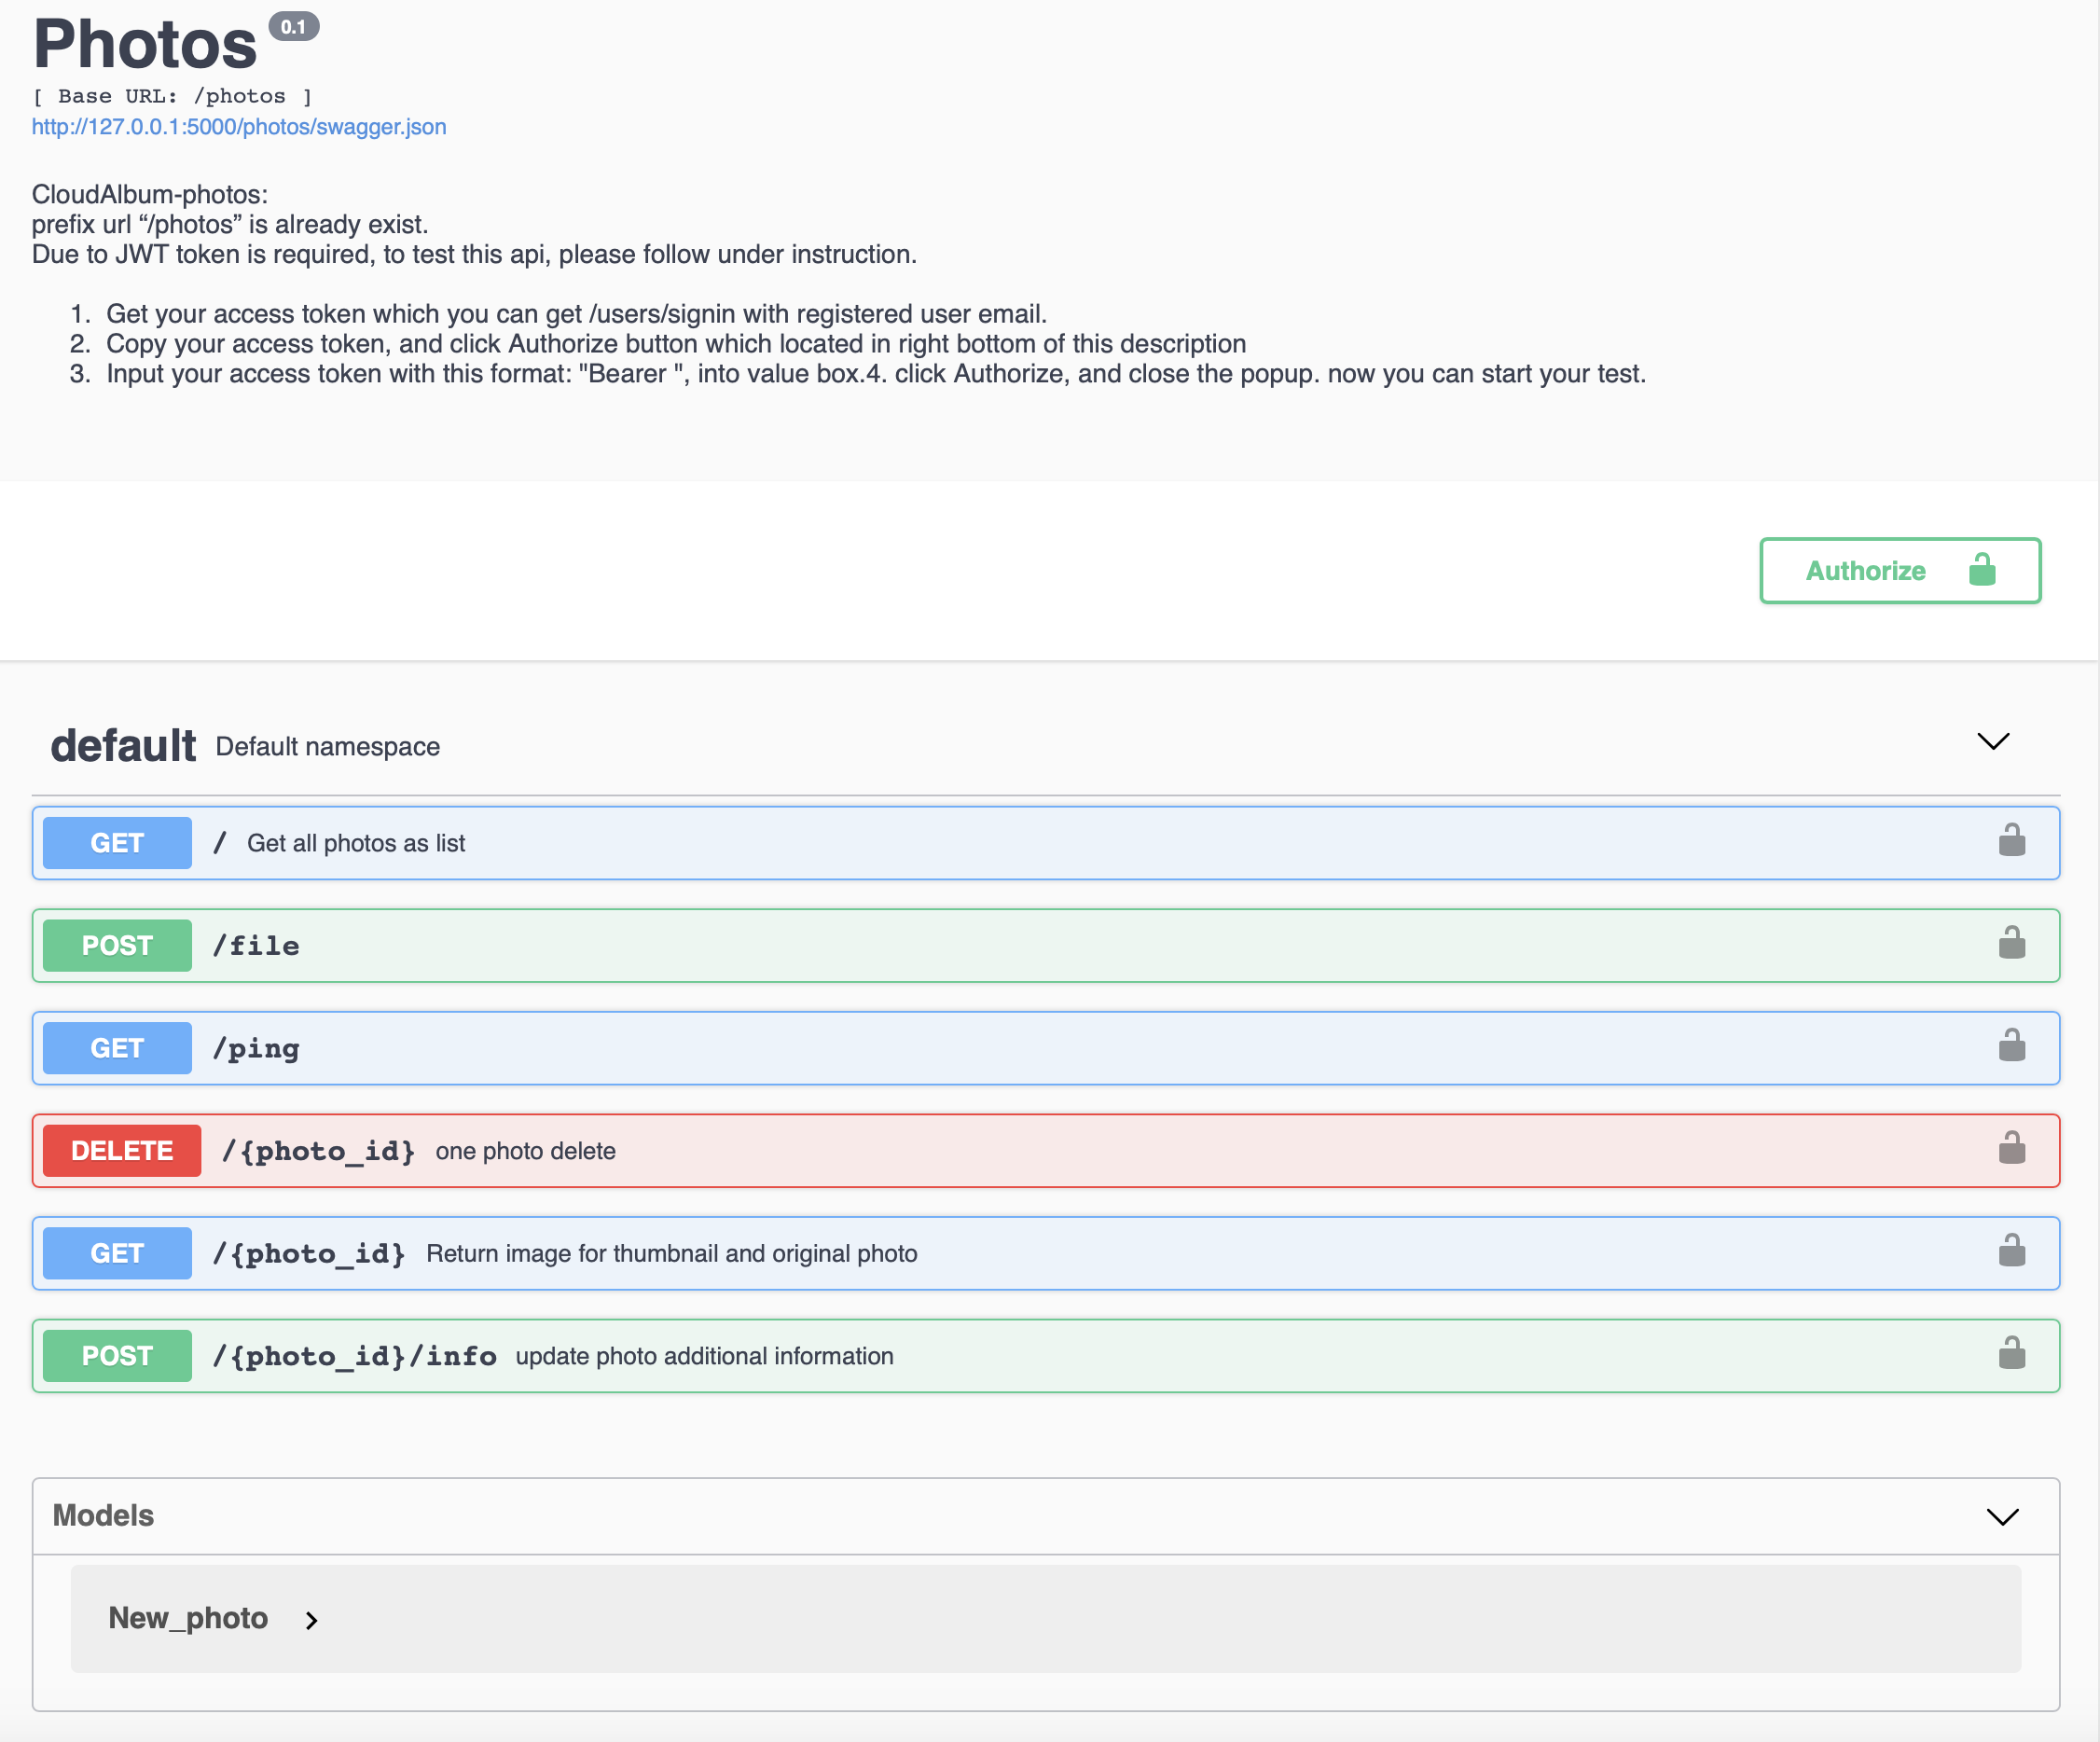 Photos 0.1
[ Base URL: /photos ]
http://127.0.0.1:5000/photos/swagger.json
CloudAlbum-photos:
prefix url “/photos” is already exist.
Due to JWT token is required, to test this api, please follow under instruction.
1. Get your access token which you can get /users/signin with registered user email.
2. Copy your access token, and click Authorize button which located in right bottom of this description
3. Input your access token with this format: "Bearer ", into value box.4. click Authorize, and close the popup. now you can start your test.
Authorize
default Default namespace
GET / Get all photos as list
POST /file
GET /ping
DELETE /{photo_id} one photo delete
GET /{photo_id} Return image for thumbnail and original photo
POST /{photo_id}/info update photo additional information
Models
New_photo